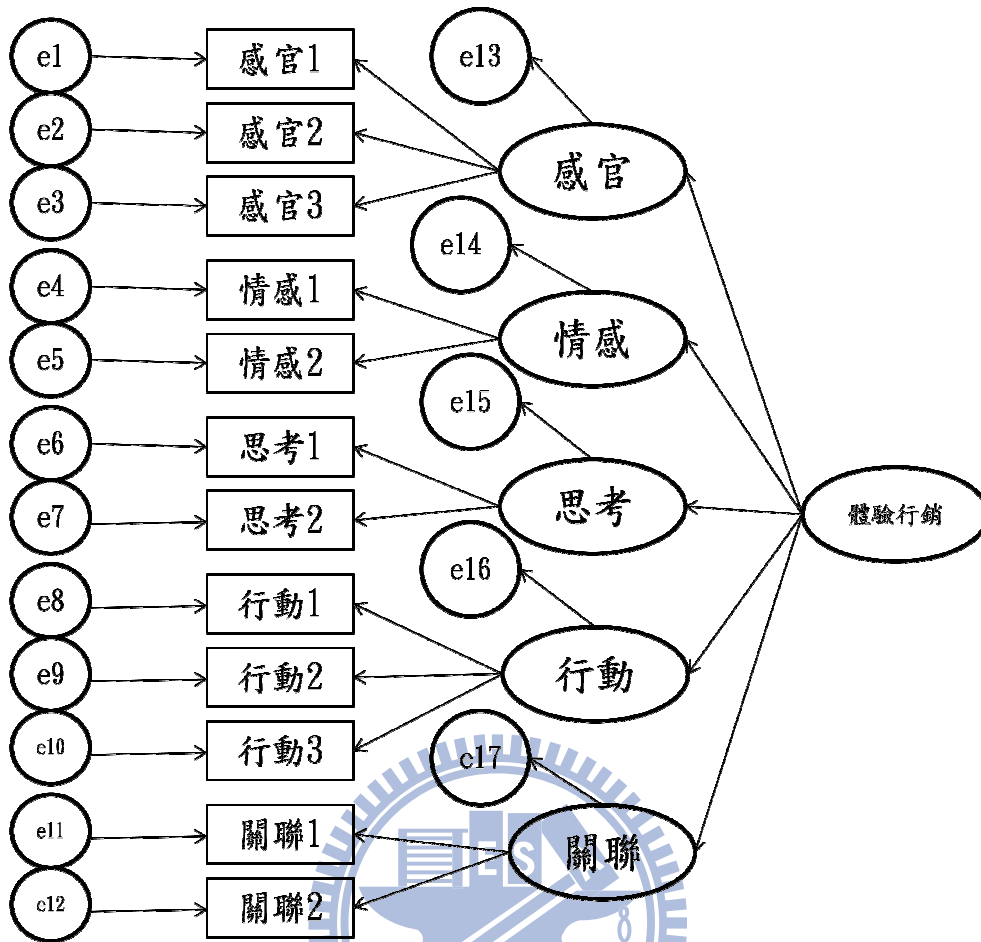 e1 感官1 e13
e2 感官2
感官
e3 感官3
e14
e4 情感1
情感
e5 情感2
e15
e6 思考1
思考 體驗行銷
e7 思考2
e16
e8 行動1
e9 行動2 行動
e10 行動3
c17
e11 關聯1
關聯
c12 關聯2
ES